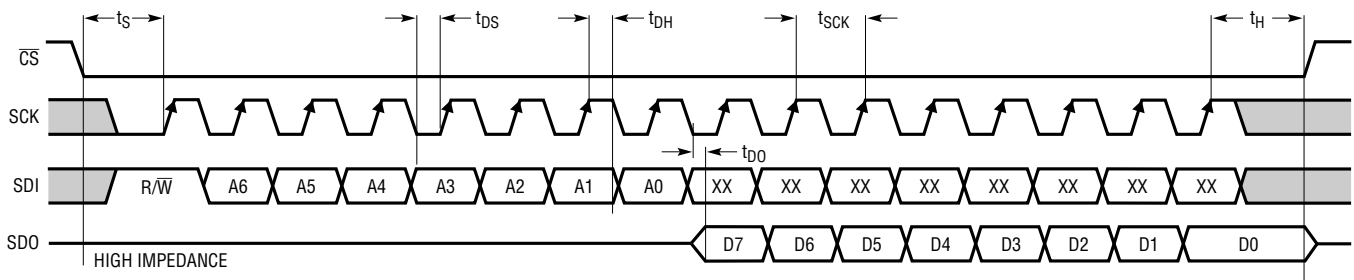 tS tDS tDH tSCK tH
CS
SCK
tDO
SDI R/W A6 A5 A4 A3 A2 A1 A0 XX XX XX XX XX XX XX XX
SDO D7 D6 D5 D4 D3 D2 D1 D0
HIGH IMPEDANCE